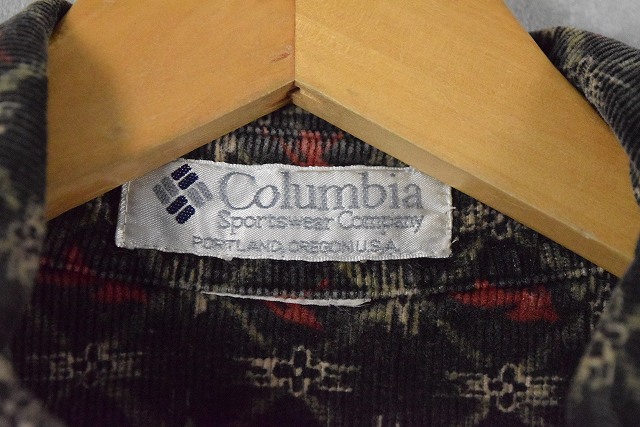 Columbia
Sportswear Company
PORTLAND, OREGON U.S.A.